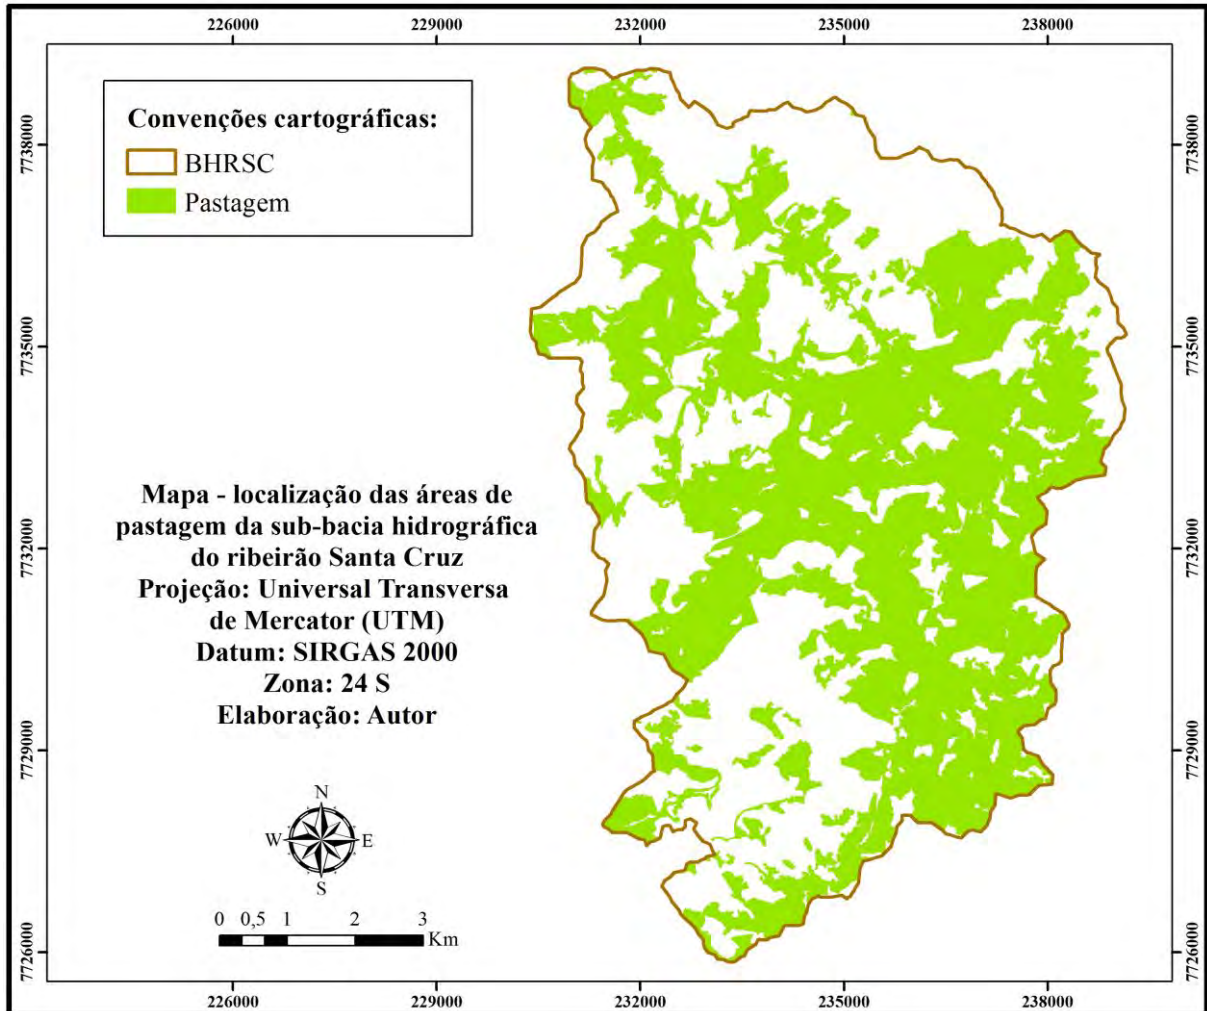 226000 229000 232000 235000 238000
Convenções cartográficas:
BHRSC
Pastagem
7738000 7738000
7735000 7735000
Mapa - localização das áreas de
pastagem da sub-bacia hidrográfica
do ribeirão Santa Cruz
Projeção: Universal Transversa
de Mercator (UTM)
Datum: SIRGAS 2000
Zona: 24 S
Elaboração: Autor
7732000 7732000
7729000 7729000
N
W E
S
0 0,5 1 2 3
Km
7726000 7726000
226000 229000 232000 235000 238000